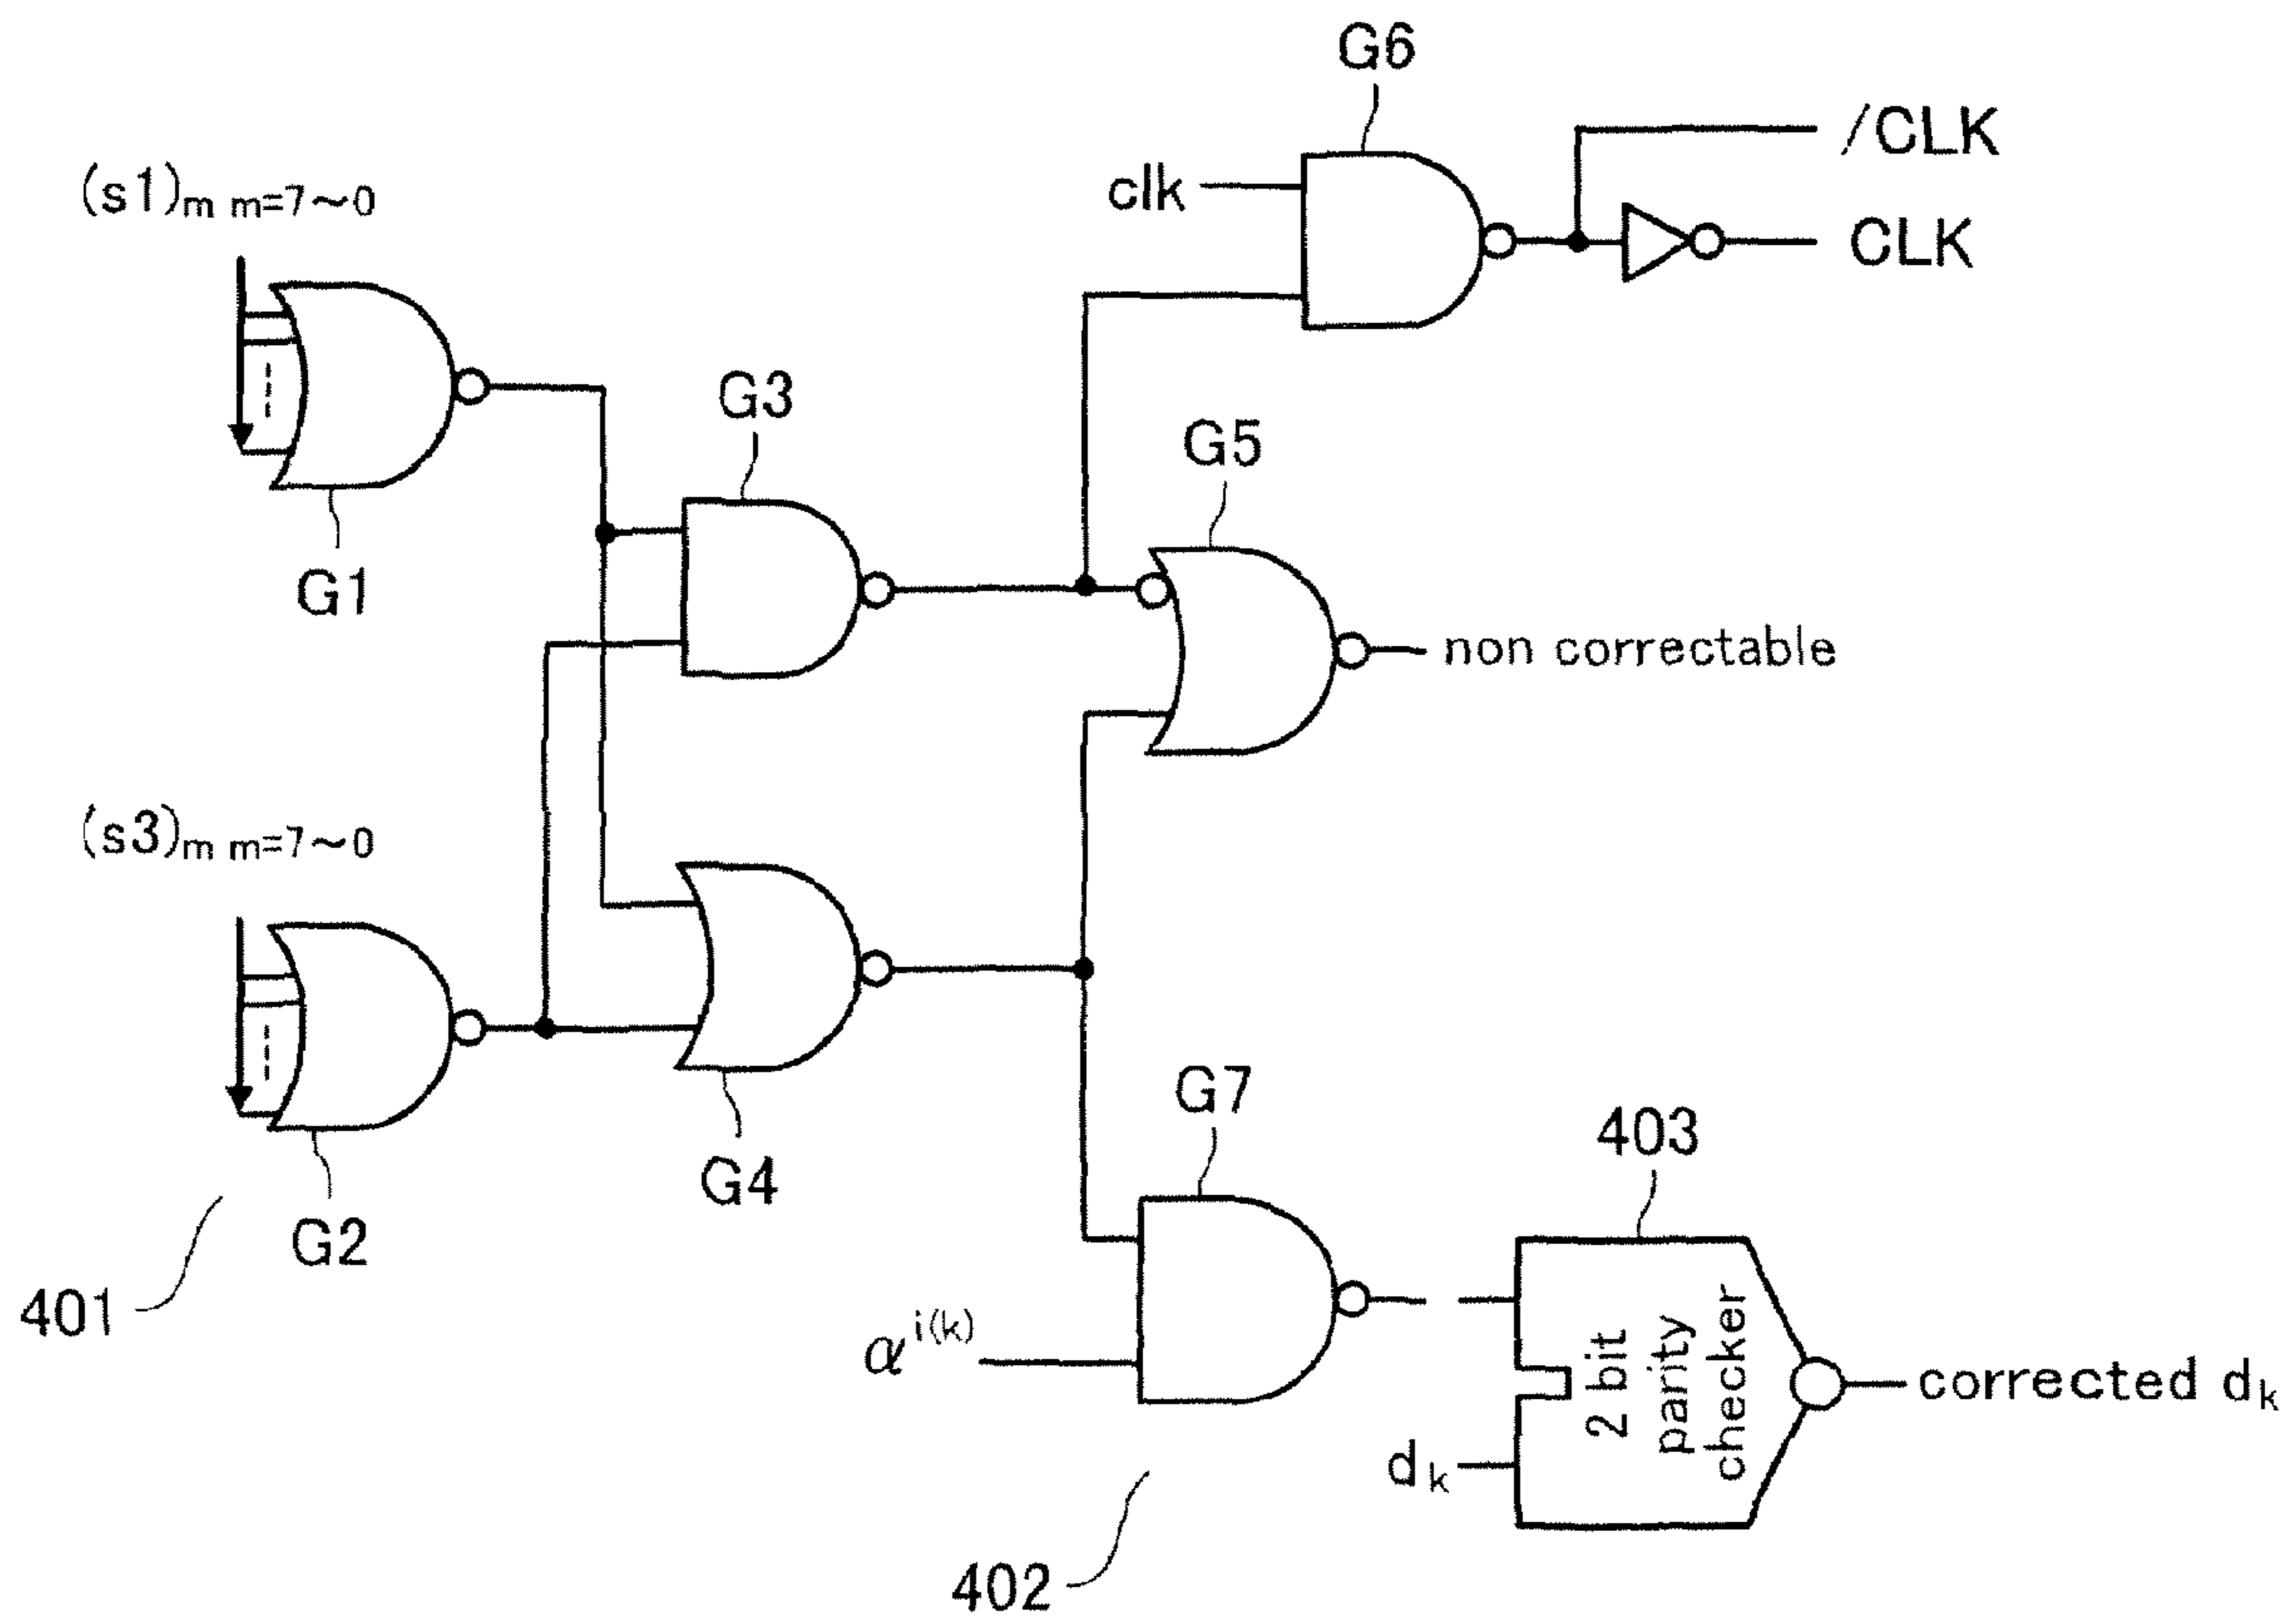 G6
/CLK
(s1)m m=7~0
clk
CLK
G3
G5
G1
non correctable
(s3)m m=7~0
G7
403
G4
G2
401
α i(k)
2 bit
parity
checker
corrected dk
dk
402